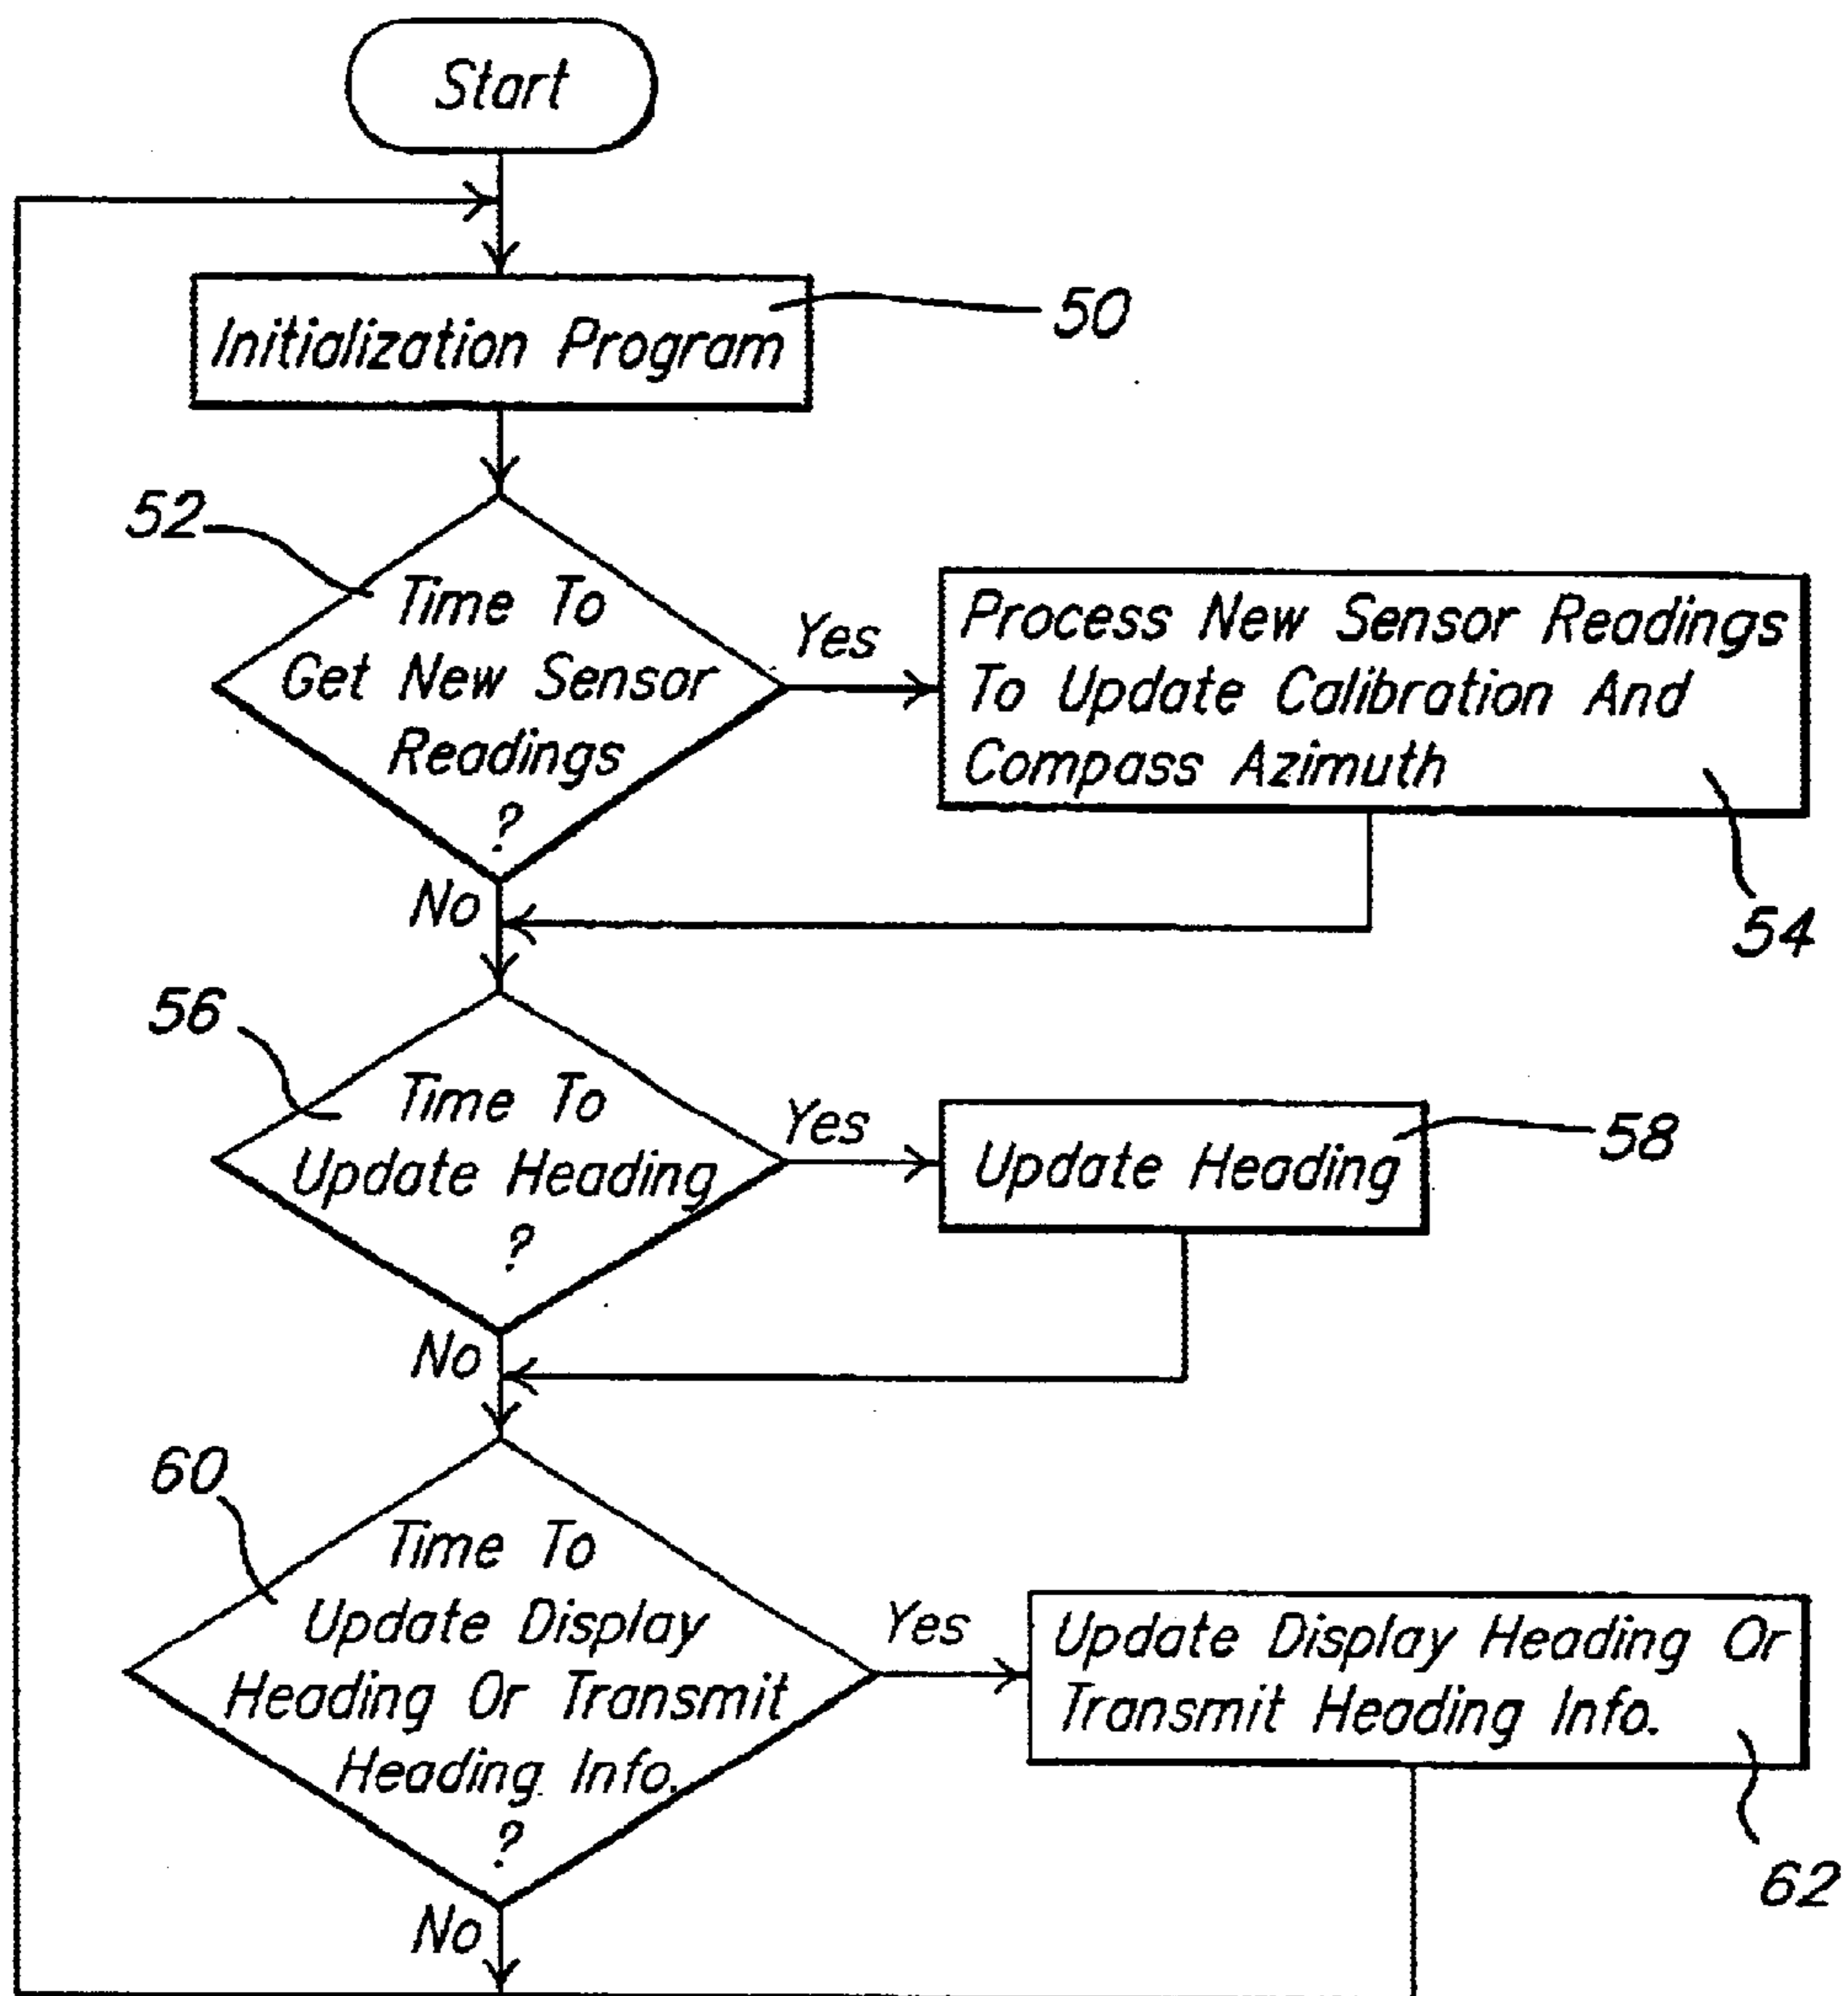 Start
Initialization Program
50
52
Time To
Get New Sensor
Readings
?
Yes
Process New Sensor Readings
To Update Calibration And
Compass Azimuth
54
No
56
Time To
Update Heading
?
Yes
Update Heading
58
No
60
Time To
Update Display
Heading Or Transmit
Heading Info.
?
Yes
Update Display Heading Or
Transmit Heading Info.
62
No